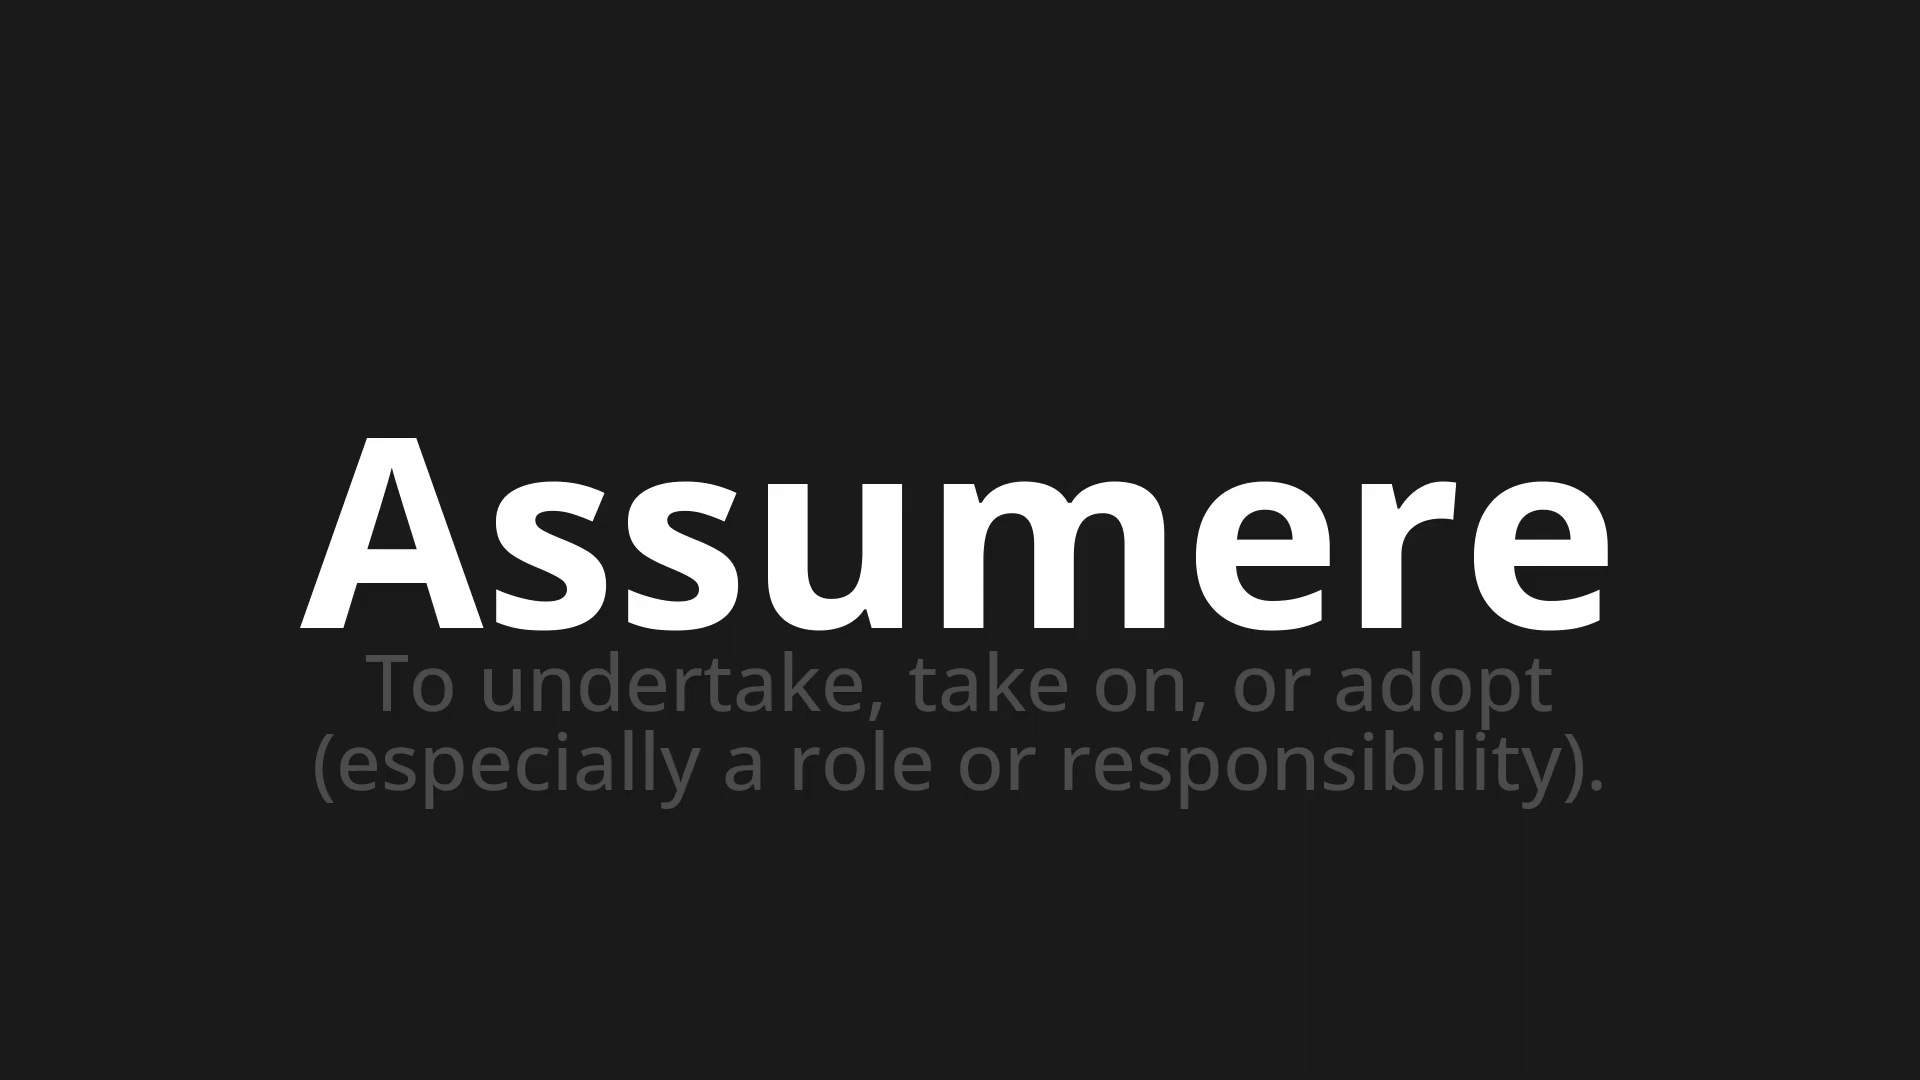 Assumere
To undertake, take on, or adopt
(especially a role or responsibility).